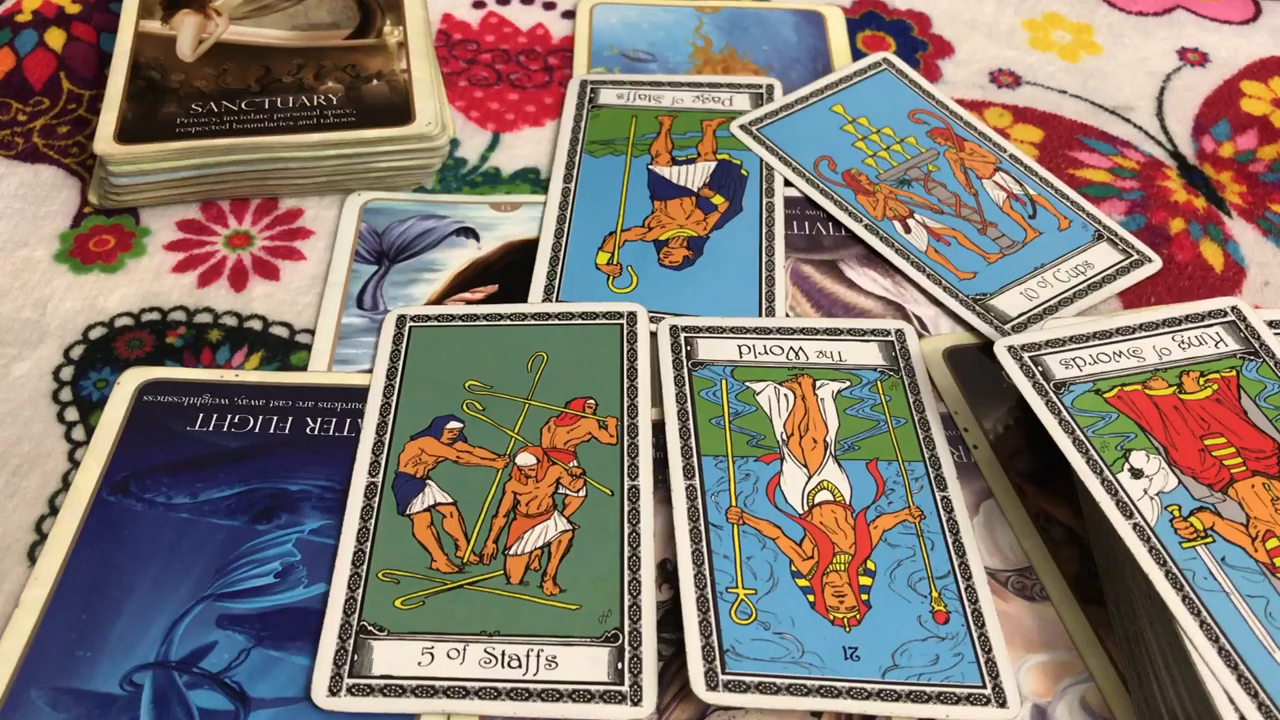 SANCTUARY
Privacy, inviolate personal space,
respected boundaries and taboos
Page of Staffs
10 of Cups
King of Swords
burdens are cast away, weightlessness
ATER FLIGHT
The World
21
5 of Staffs